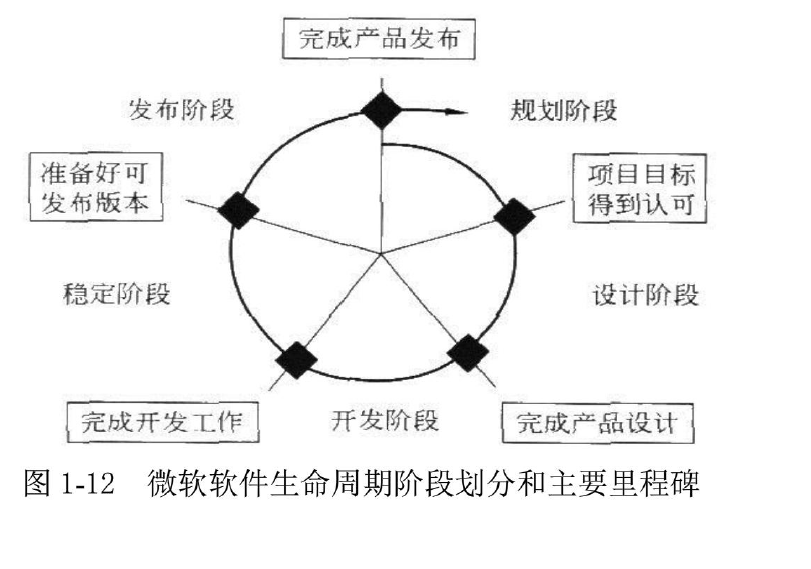 完成产品发布
发布阶段
规划阶段
准备好可
发布版本
项目目标
得到认可
稳定阶段
设计阶段
完成开发工作
开发阶段
完成产品设计
图 1-12 微软软件生命周期阶段划分和主要里程碑